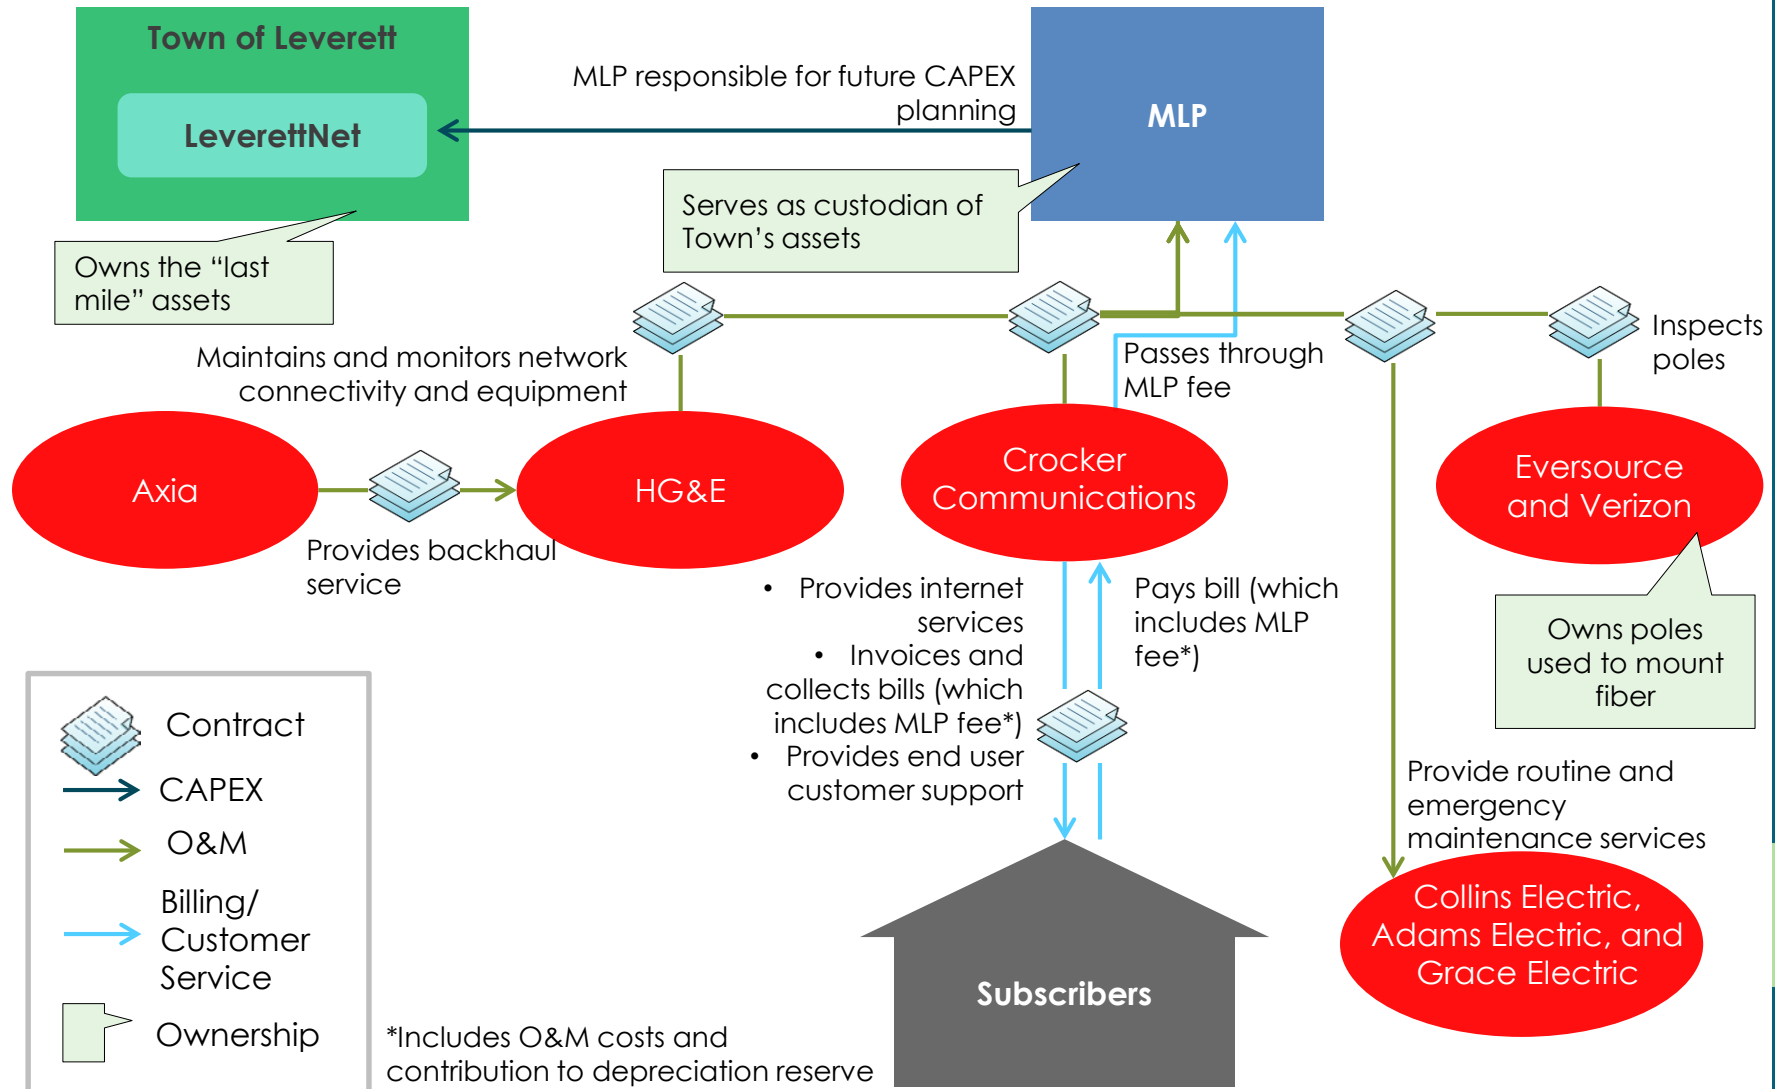 Town of Leverett
LeverettNet
MLP responsible for future CAPEX
planning
MLP
Serves as custodian of
Town’s assets
Owns the “last
mile” assets
Maintains and monitors network
connectivity and equipment
Passes through
MLP fee
Inspects
poles
Axia
HG&E
Crocker
Communications
Eversource
and Verizon
Provides backhaul
service
• Provides internet
services
• Invoices and
collects bills (which
includes MLP fee*)
• Provides end user
customer support
Pays bill (which
includes MLP
fee*)
Owns poles
used to mount
fiber
Provide routine and
emergency
maintenance services
Collins Electric,
Adams Electric, and
Grace Electric
Subscribers
Contract
CAPEX
O&M
Billing/
Customer
Service
Ownership
*Includes O&M costs and
contribution to depreciation reserve